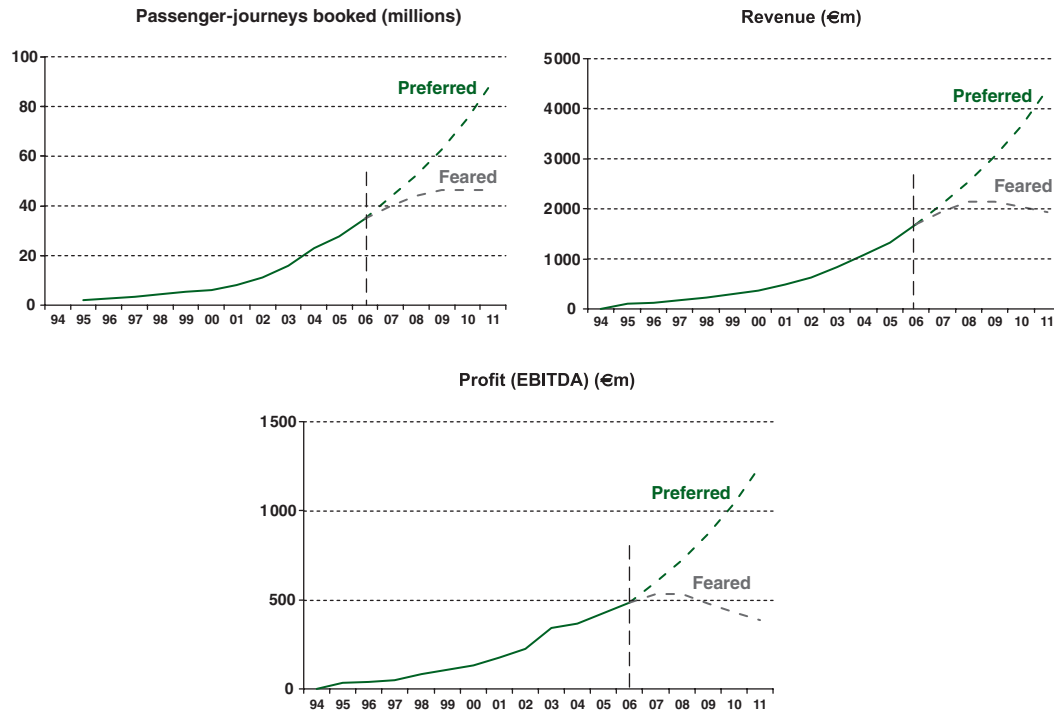 Passenger-journeys booked (millions)
100
80
60
40
20
0
Preferred
Feared
94 95 96 97 98 99 00 01 02 03 04 05 06 07 08 09 10 11
Revenue (€m)
5 000
4000
3000
2000
1000
0
Preferred
Feared
94 95 96 97 98 99 00 01 02 03 04 05 06 07 08 09 10 11
Profit (EBITDA) (€m)
1 500
1000
500
0
Preferred
Feared
94 95 96 97 98 99 00 01 02 03 04 05 06 07 08 09 10 11